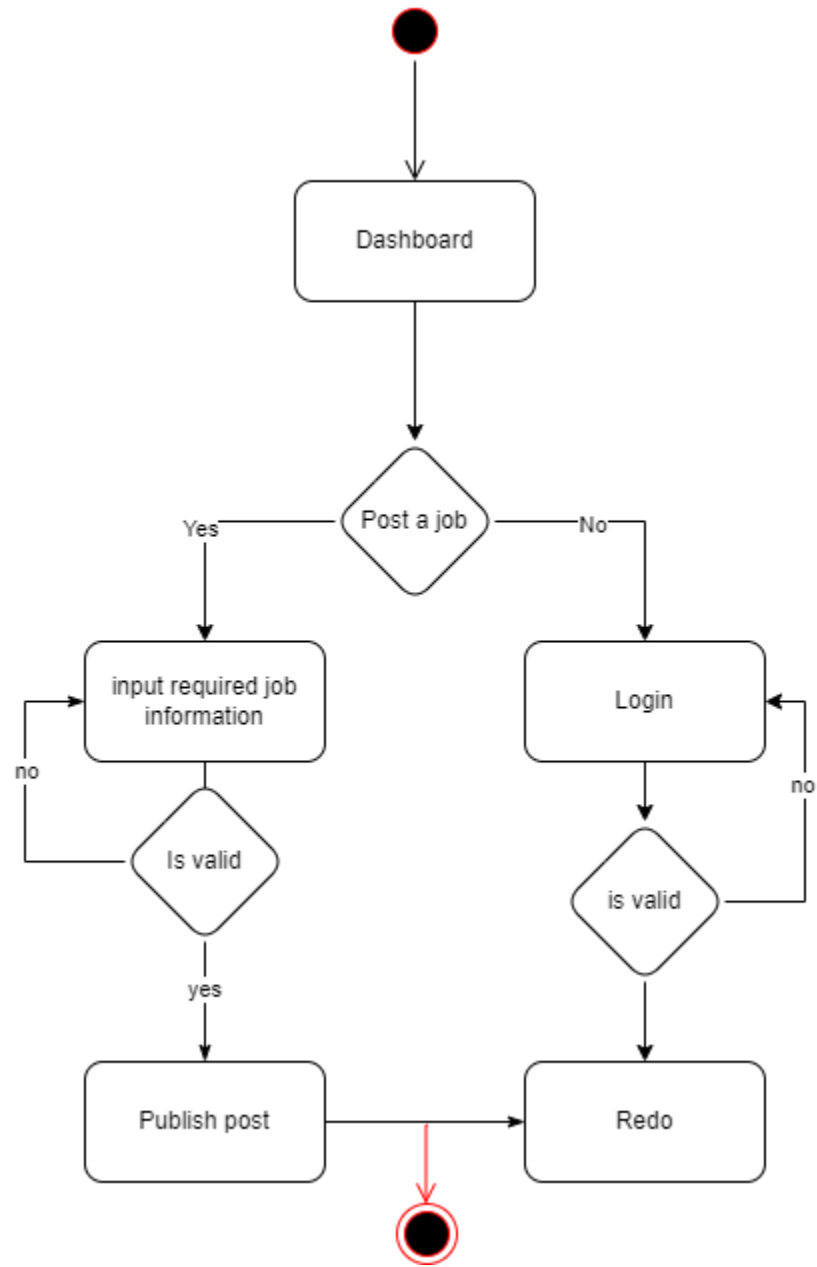 Dashboard
Post a job
Yes
No
input required job
information
Login
no
no
Is valid
is valid
yes
Publish post
Redo